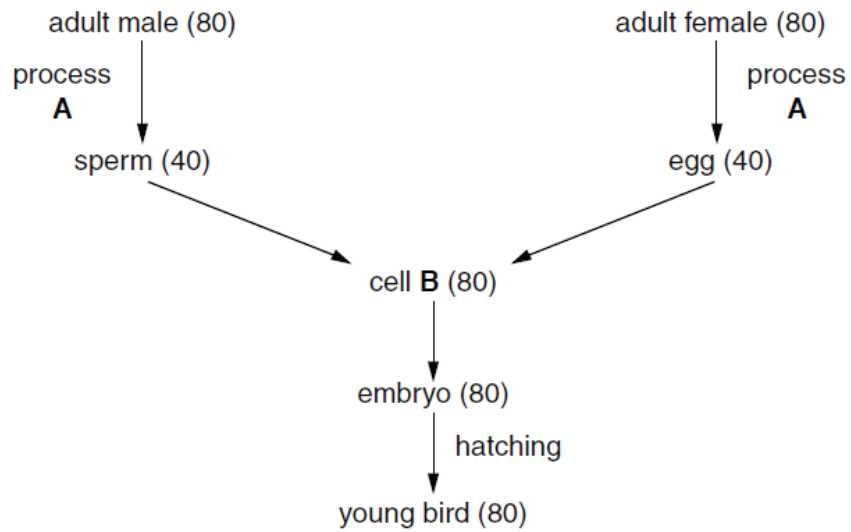 adult male (80)
adult female (80)
process
A
process
A
sperm (40)
egg (40)
cell B (80)
embryo (80)
hatching
young bird (80)